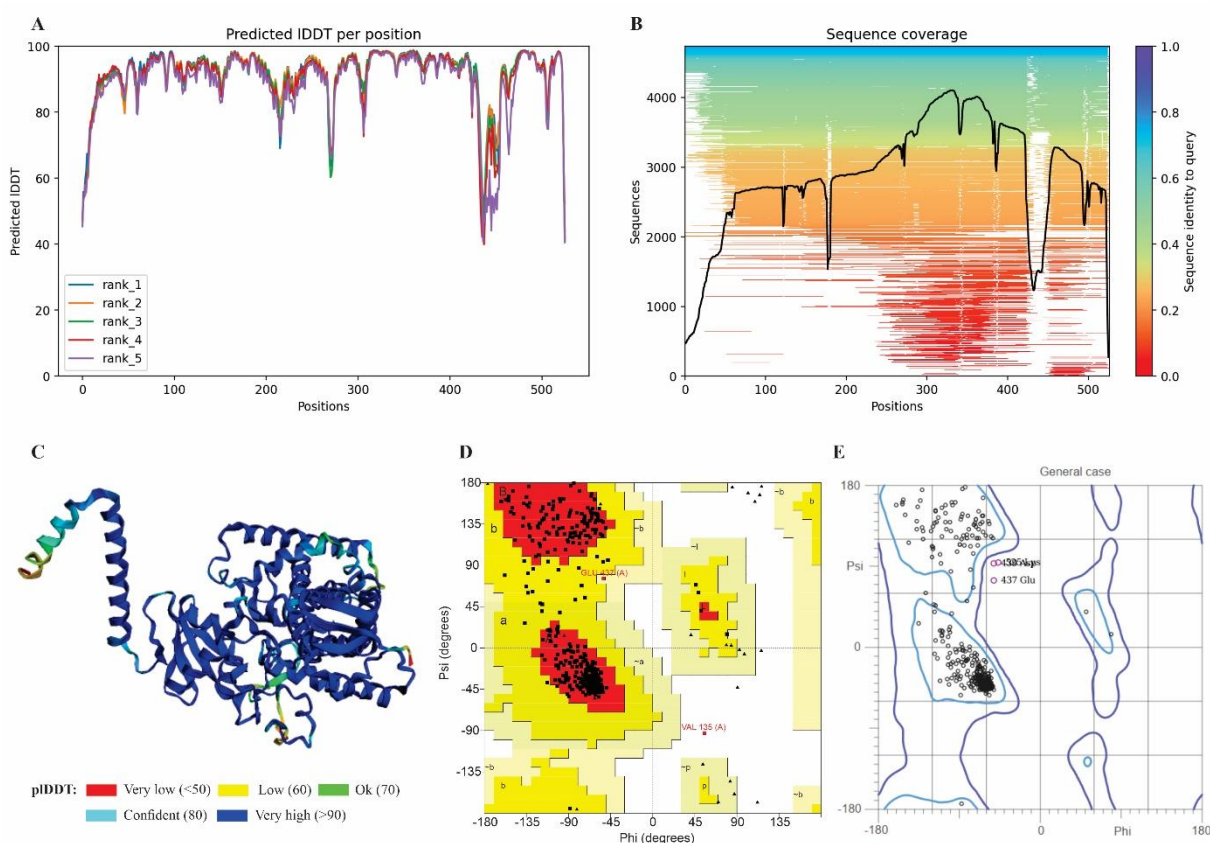 A
Predicted lDDT per position
Predicted lDDT
100
80
60
40
20
0
rank_1
rank_2
rank_3
rank_4
rank_5
0 100 200 300 400 500
Positions
B
Sequence coverage
Sequences
4000
3000
2000
1000
0
0 100 200 300 400 500
Positions
1.0
0.8
0.6
0.4
0.2
0.0
Sequence identity to query
C
plDDT:
Very low (<50)
Low (60)
Ok (70)
Confident (80)
Very high (>90)
D
Psi (degrees)
180
135
90
45
0
-45
-90
-135
-180
B
b
~b
~b
GLU 437 (A)
~l
l
a
~a
VAL 135 (A)
~b
b
~b
~p
p
~b
-180 -135 -90 -45 0 45 90 135
Phi (degrees)
E
General case
180
Psi
0
-180
437 Glu
-180 0 Phi 180